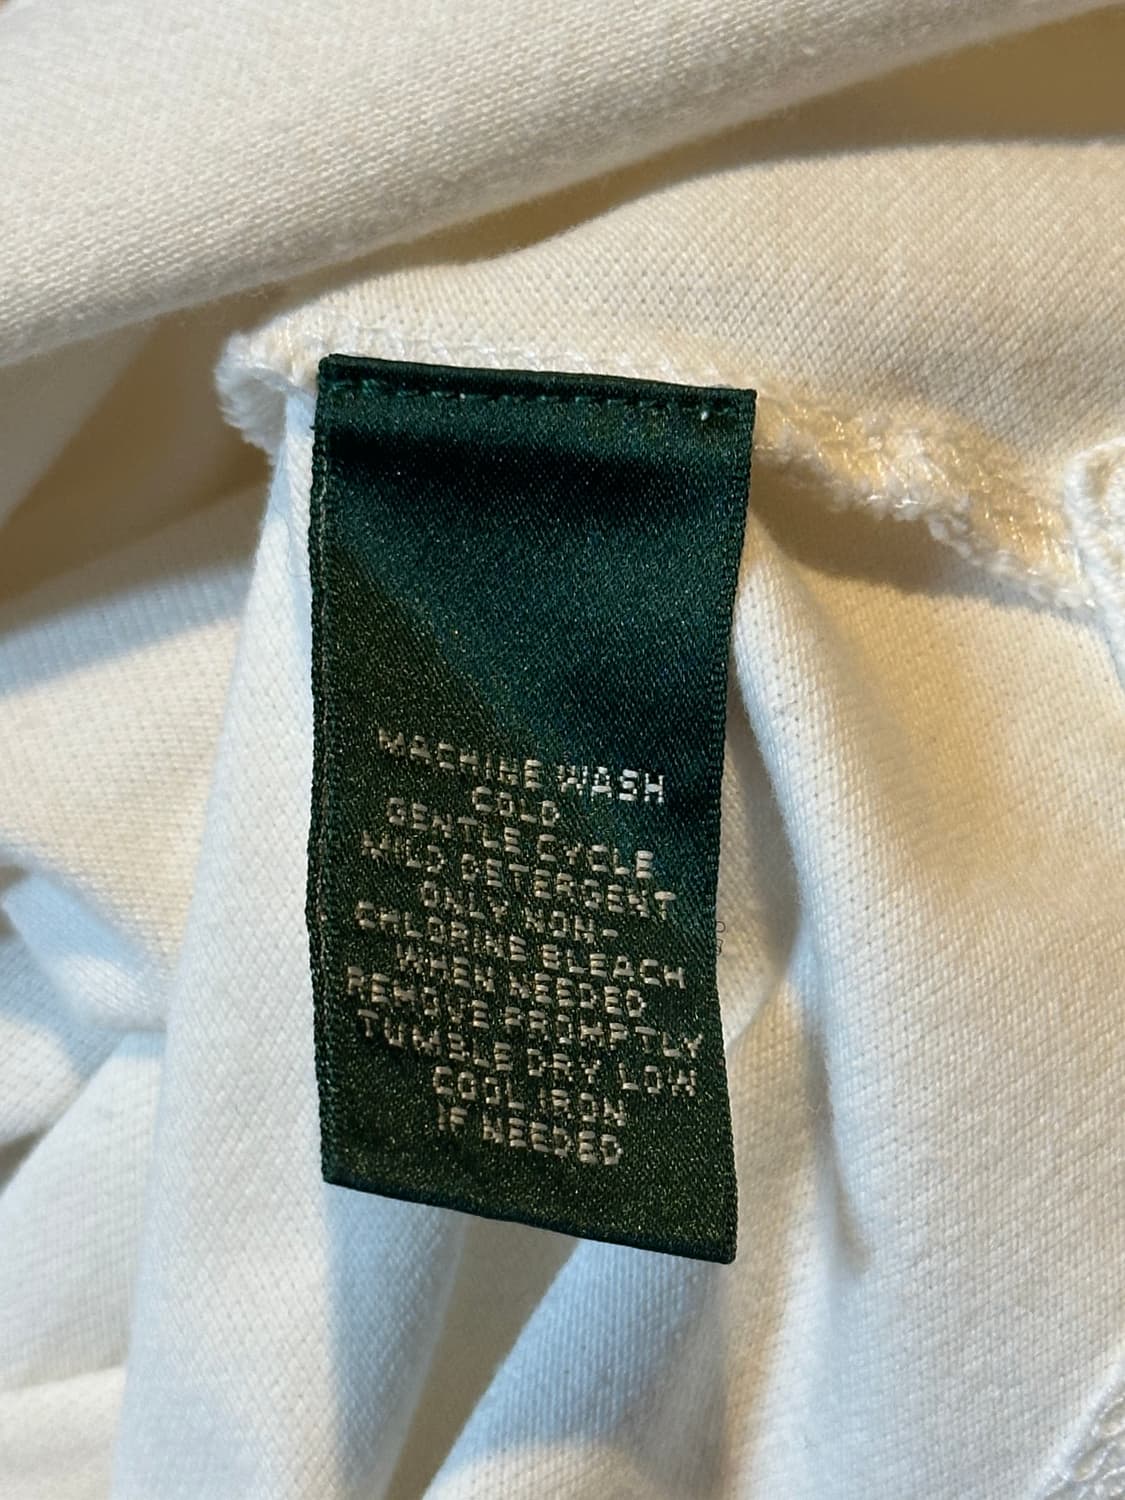 MACHINE WASH
COLD
GENTLE CYCLE
MILD DETERGENT
ONLY NON-
CHLORINE BLEACH
WHEN NEEDED
REMOVE PROMPTLY
TUMBLE DRY LOW
COOL IRON
IF NEEDED